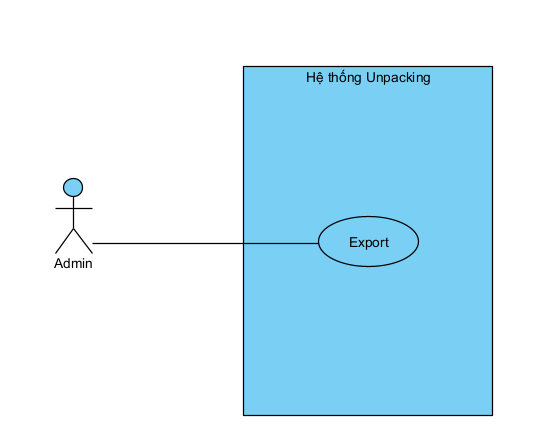 Hệ thống Unpacking
Export
Admin